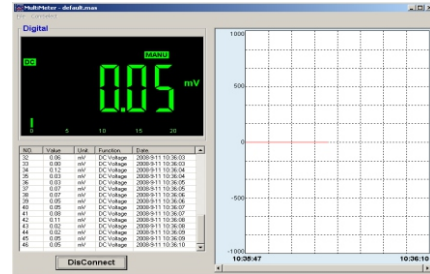 MultiMeter - default.mas
File Connect
Digital
DC
MANU
0.05
mV
0 5 10 15 20
NO. Value Unit Function Date
32 0.06 mV DC Voltage 2008-9-11 10:36:03
33 0.08 mV DC Voltage 2008-9-11 10:36:03
34 0.12 mV DC Voltage 2008-9-11 10:36:04
35 0.03 mV DC Voltage 2008-9-11 10:36:04
36 0.03 mV DC Voltage 2008-9-11 10:36:05
37 0.07 mV DC Voltage 2008-9-11 10:36:05
38 0.07 mV DC Voltage 2008-9-11 10:36:06
39 0.05 mV DC Voltage 2008-9-11 10:36:06
40 0.05 mV DC Voltage 2008-9-11 10:36:07
41 0.08 mV DC Voltage 2008-9-11 10:36:07
42 0.11 mV DC Voltage 2008-9-11 10:36:08
43 0.02 mV DC Voltage 2008-9-11 10:36:08
44 0.02 mV DC Voltage 2008-9-11 10:36:09
45 0.05 mV DC Voltage 2008-9-11 10:36:09
46 0.05 mV DC Voltage 2008-9-11 10:36:10
DisConnect
1000
500
0
-500
-1000
10:35:47 10:36:10